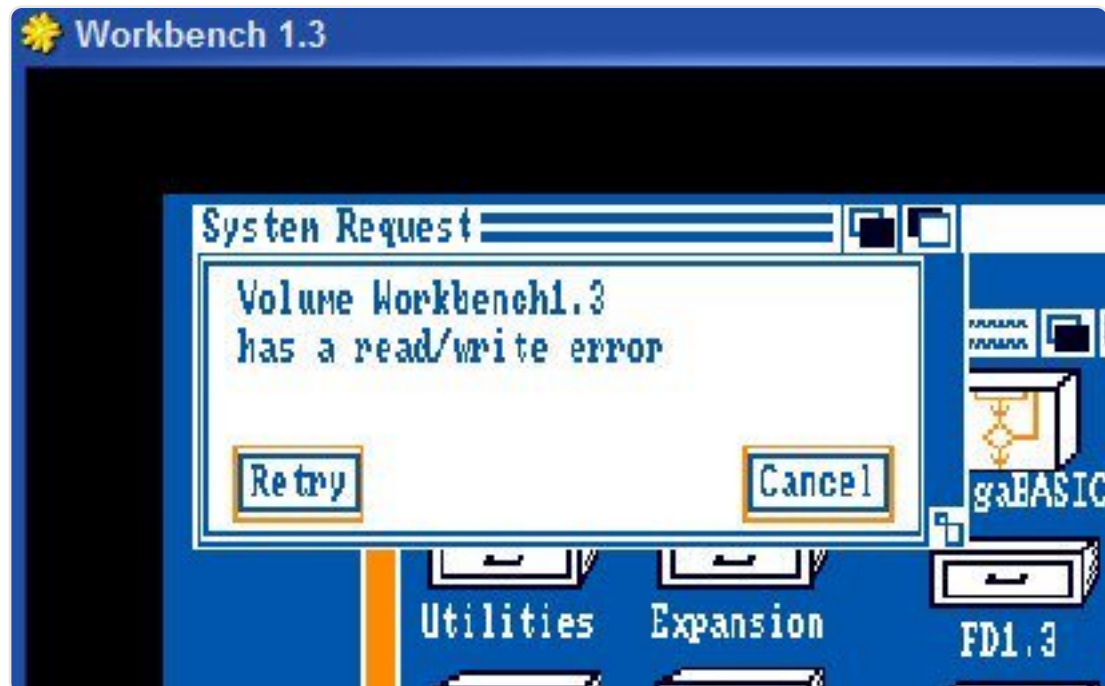 Workbench 1.3
System Request
Volume Workbench1.3
has a read/write error
Retry
Cancel
gaBASIC
Utilities
Expansion
FD1.3